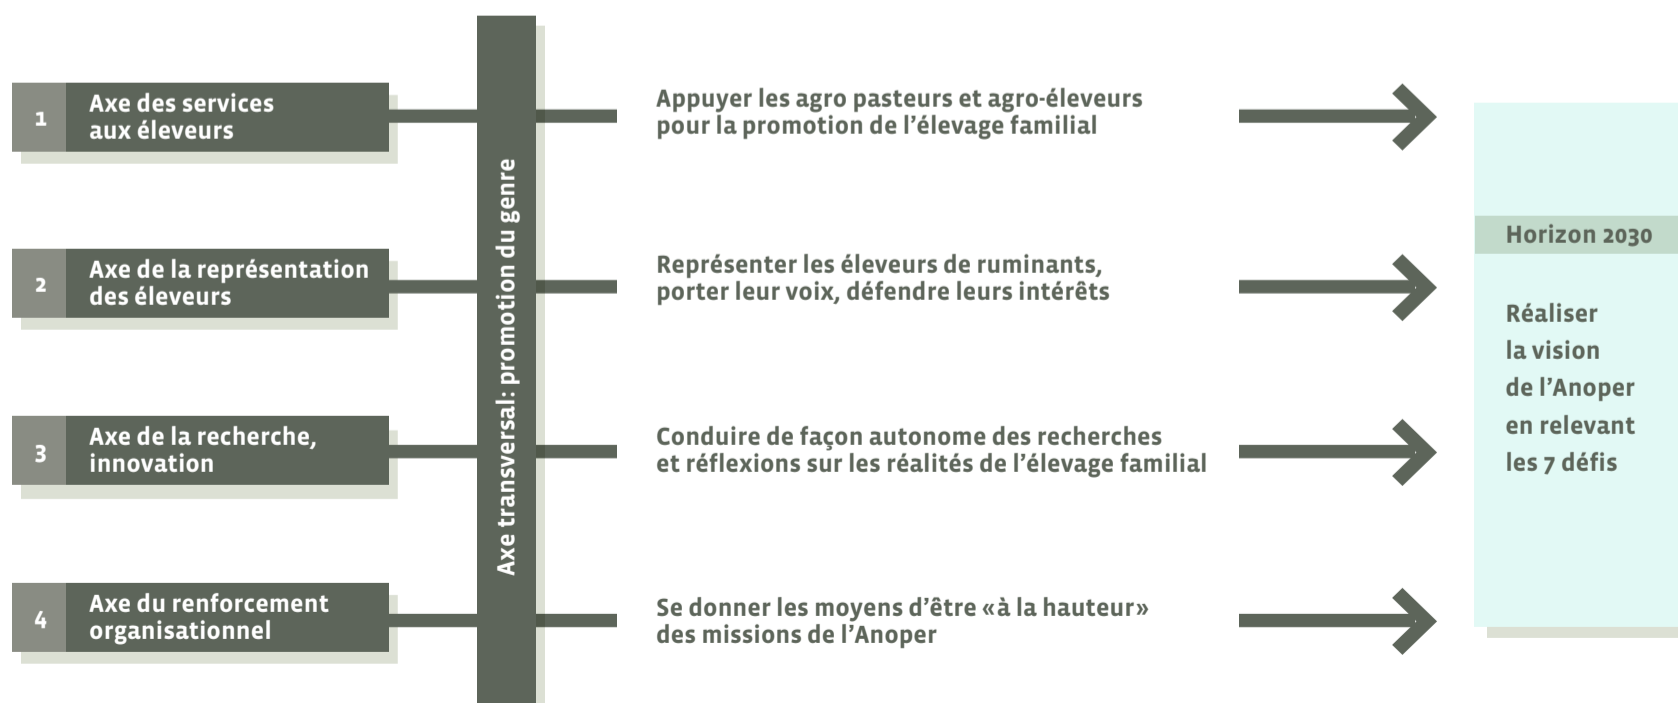 1
Axe des services
aux éleveurs
Appuyer les agro pasteurs et agro-éleveurs
pour la promotion de l’élevage familial
2
Axe de la représentation
des éleveurs
Représenter les éleveurs de ruminants,
porter leur voix, défendre leurs intérêts
3
Axe de la recherche,
innovation
Conduire de façon autonome des recherches
et réflexions sur les réalités de l’élevage familial
4
Axe du renforcement
organisationnel
Se donner les moyens d’être «à la hauteur»
des missions de l’Anoper
Axe transversal: promotion du genre
Horizon 2030
Réaliser
la vision
de l’Anoper
en relevant
les 7 défis